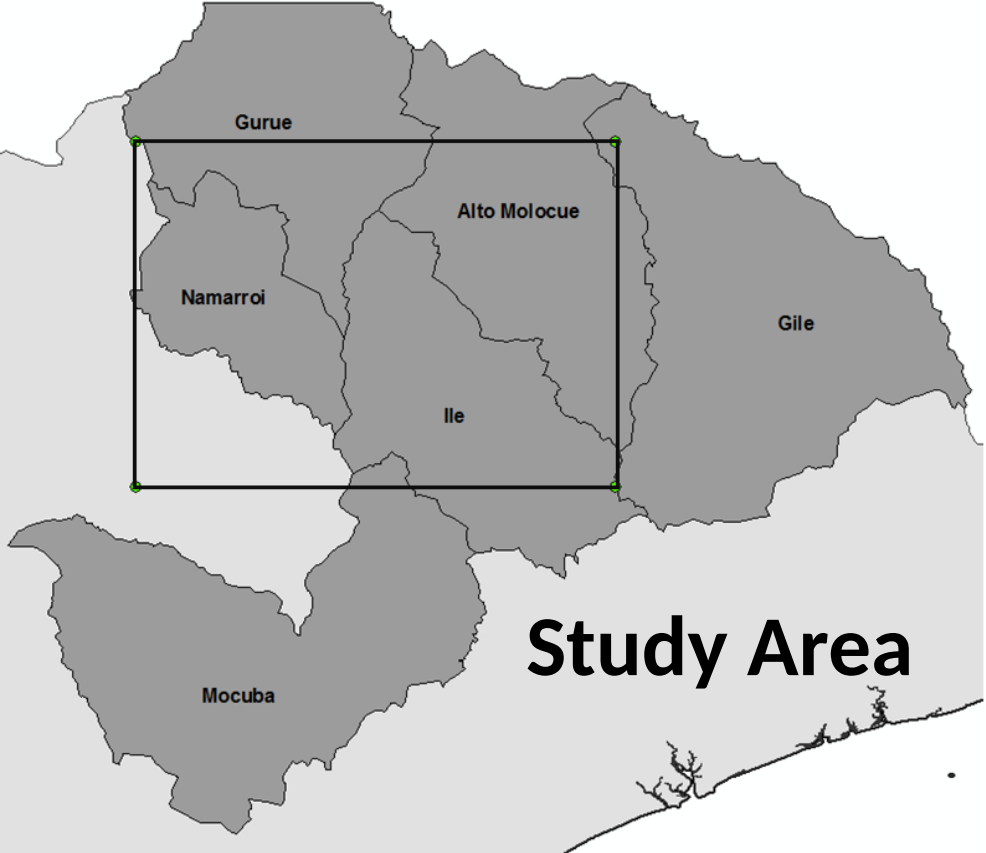 Gurue
Alto Molocue
Namarroi
Gile
Ile
Study Area
Mocuba